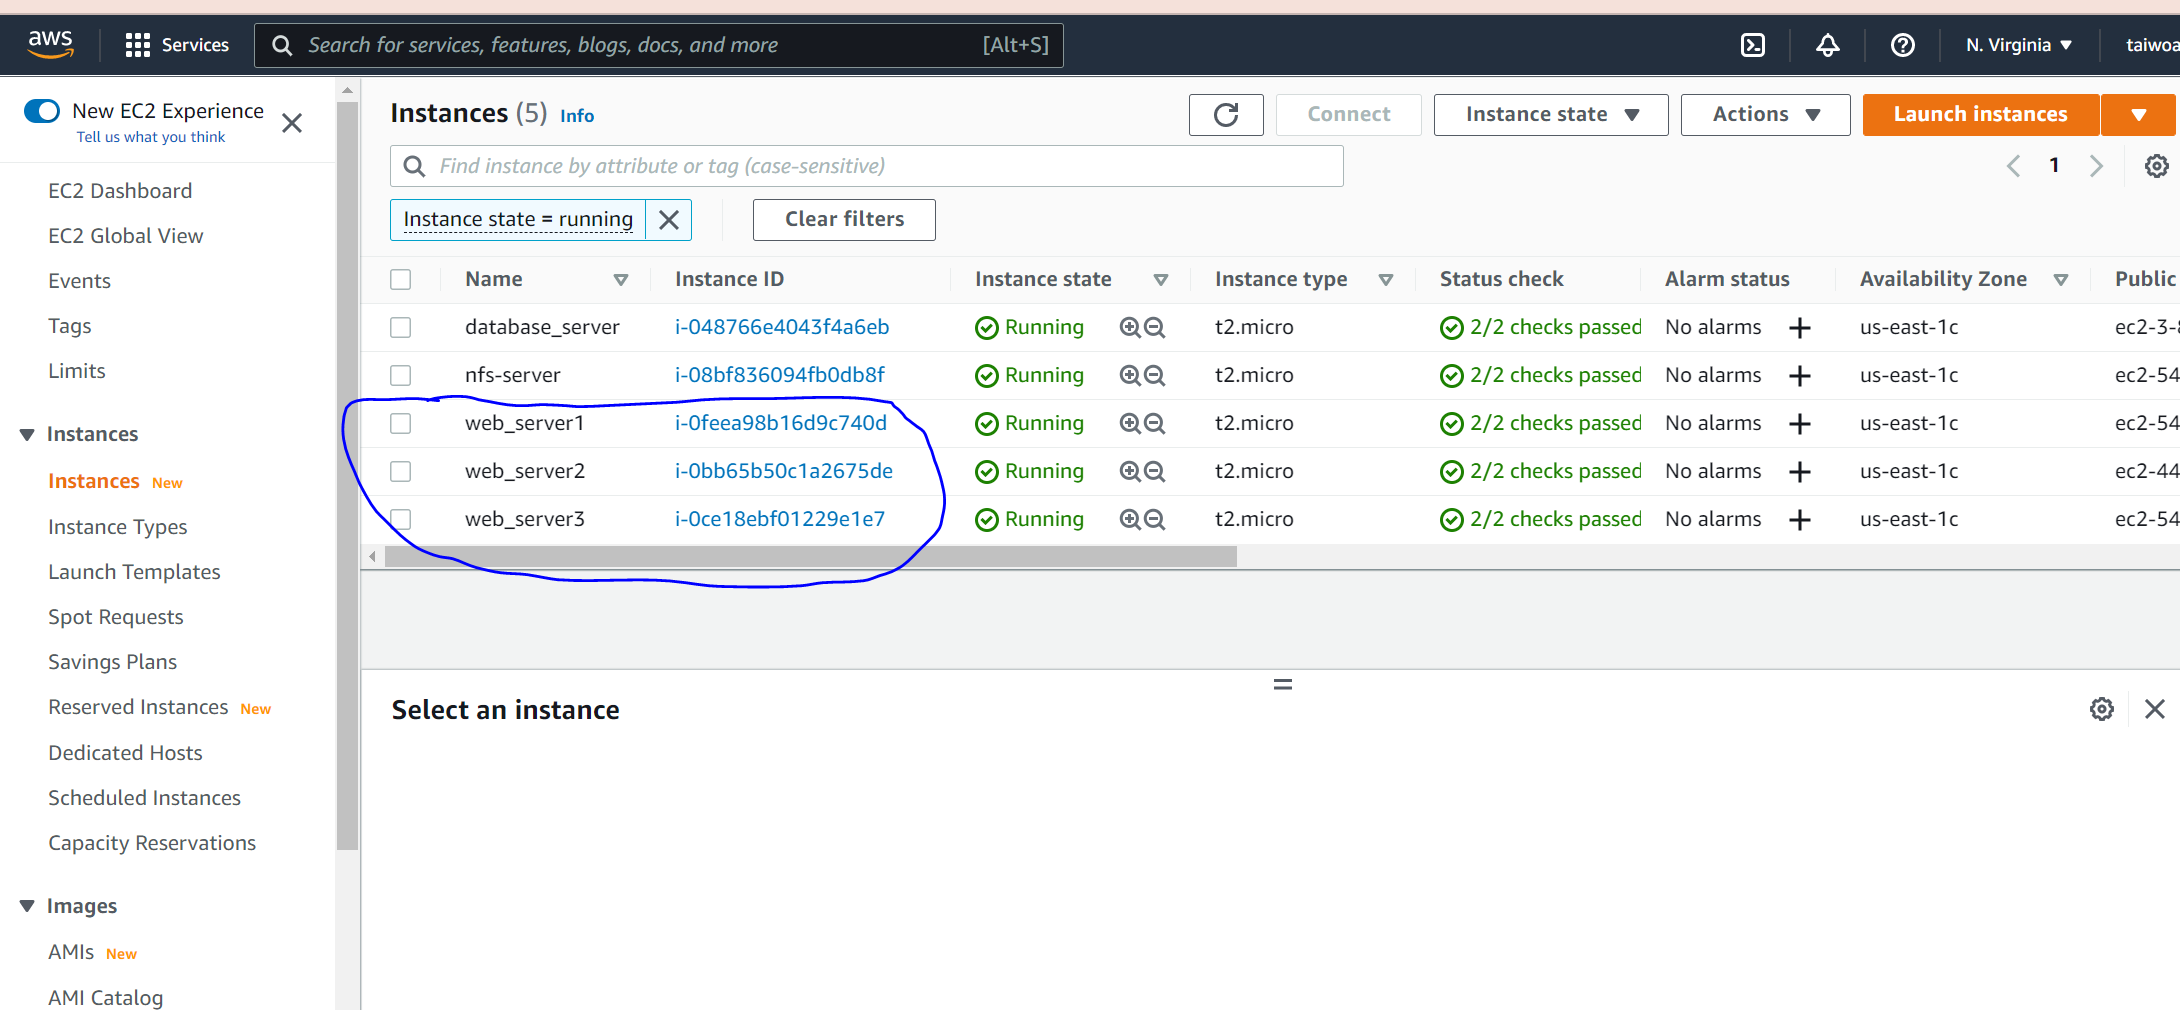 aws Services Search for services, features, blogs, docs, and more [Alt+S] N. Virginia taiwoa
New EC2 Experience
Tell us what you think
EC2 Dashboard
EC2 Global View
Events
Tags
Limits
Instances
Instances New
Instance Types
Launch Templates
Spot Requests
Savings Plans
Reserved Instances New
Dedicated Hosts
Scheduled Instances
Capacity Reservations
Images
AMIs New
AMI Catalog
Instances (5) Info Connect Instance state Actions Launch instances
Find instance by attribute or tag (case-sensitive) 1
Instance state = running Clear filters
Name Instance ID Instance state Instance type Status check Alarm status Availability Zone Public
database_server i-048766e4043f4a6eb Running t2.micro 2/2 checks passed No alarms us-east-1c ec2-3-8
nfs-server i-08bf836094fb0db8f Running t2.micro 2/2 checks passed No alarms us-east-1c ec2-54
web_server1 i-0feea98b16d9c740d Running t2.micro 2/2 checks passed No alarms us-east-1c ec2-54
web_server2 i-0bb65b50c1a2675de Running t2.micro 2/2 checks passed No alarms us-east-1c ec2-44
web_server3 i-0ce18ebf01229e1e7 Running t2.micro 2/2 checks passed No alarms us-east-1c ec2-54
Select an instance